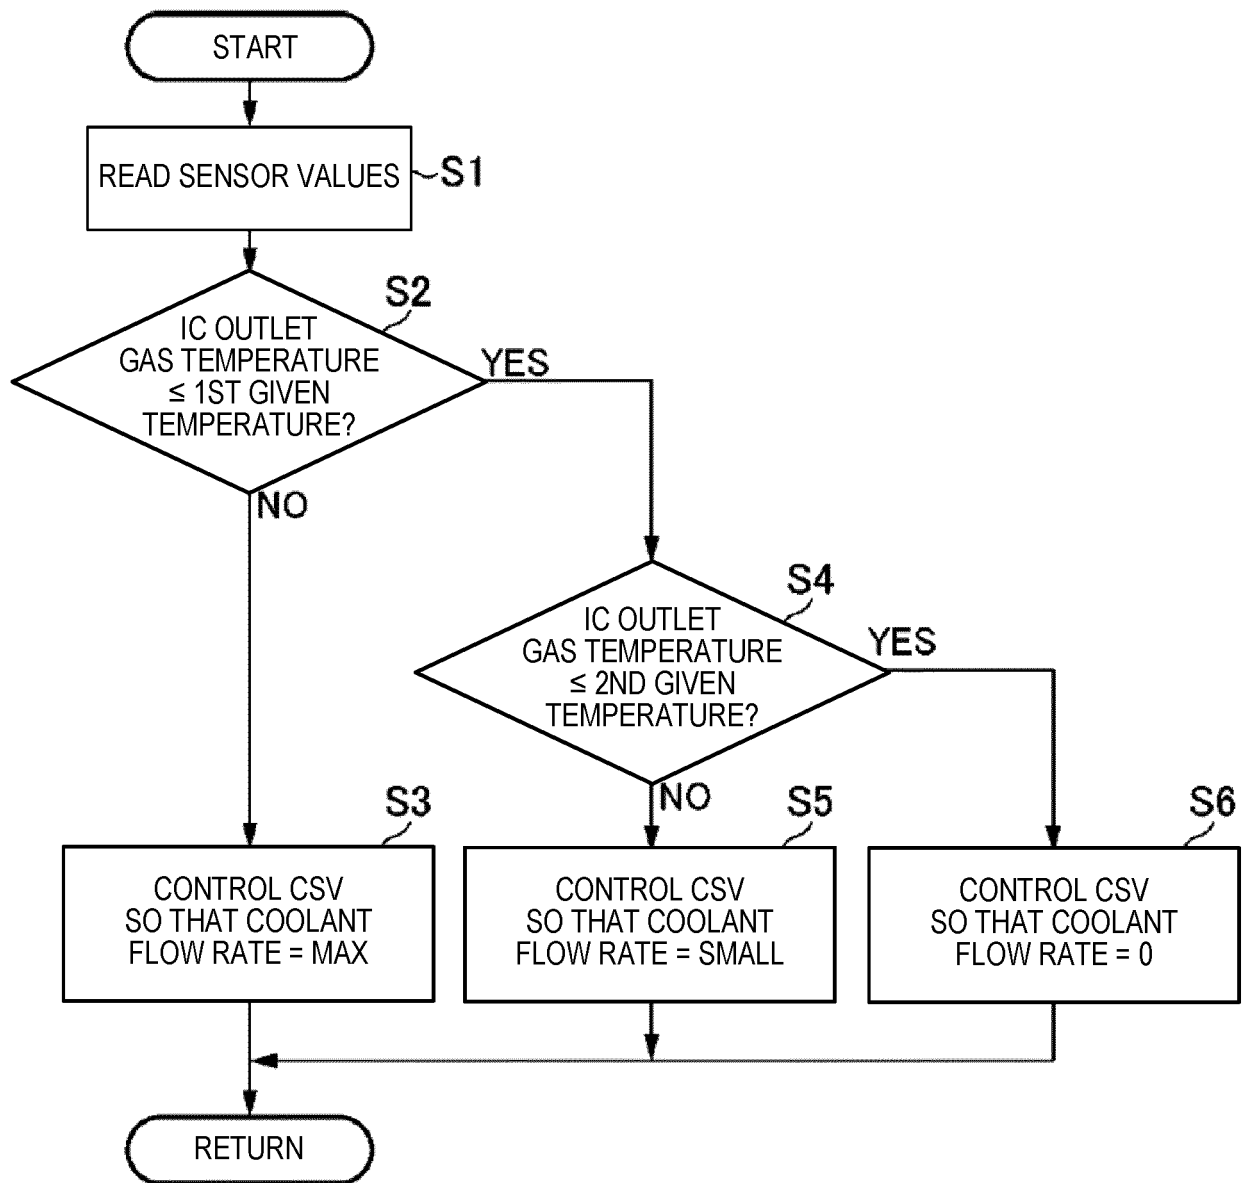 START
READ SENSOR VALUES
S1
S2
IC OUTLET
GAS TEMPERATURE
≤ 1ST GIVEN
TEMPERATURE?
YES
NO
S4
IC OUTLET
GAS TEMPERATURE
≤ 2ND GIVEN
TEMPERATURE?
YES
NO
S3
CONTROL CSV
SO THAT COOLANT
FLOW RATE = MAX
S5
CONTROL CSV
SO THAT COOLANT
FLOW RATE = SMALL
S6
CONTROL CSV
SO THAT COOLANT
FLOW RATE = 0
RETURN